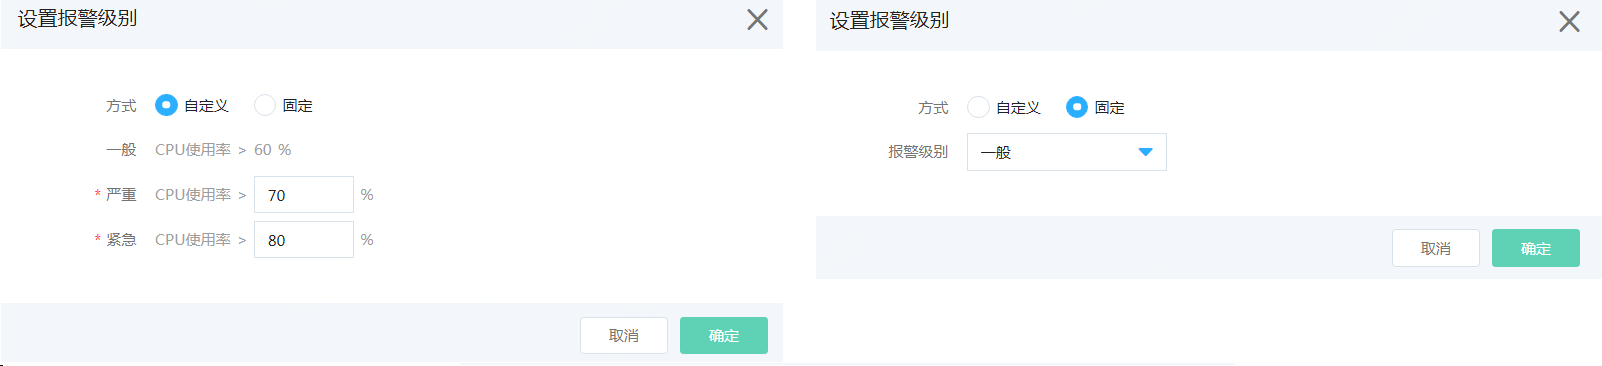 设置报警级别
方式 自定义 固定
一般 CPU使用率 > 60 %
* 严重 CPU使用率 > 70 %
* 紧急 CPU使用率 > 80 %
取消 确定
设置报警级别
方式 自定义 固定
报警级别 一般
取消 确定